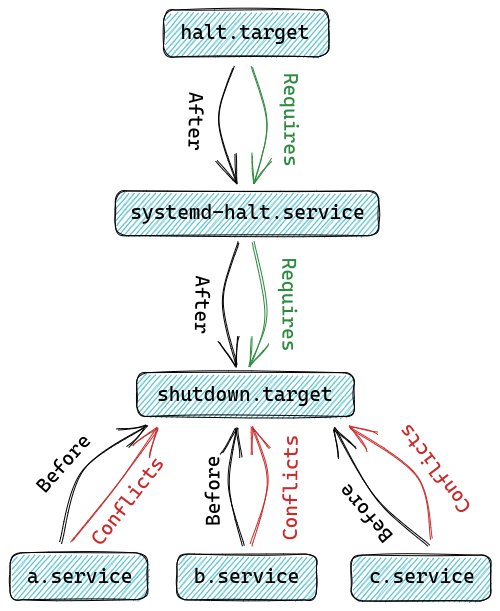 halt.target
After
Requires
systemd-halt.service
After
Requires
shutdown.target
Before
Conflicts
Before
Conflicts
Before
Conflicts
a.service
b.service
c.service